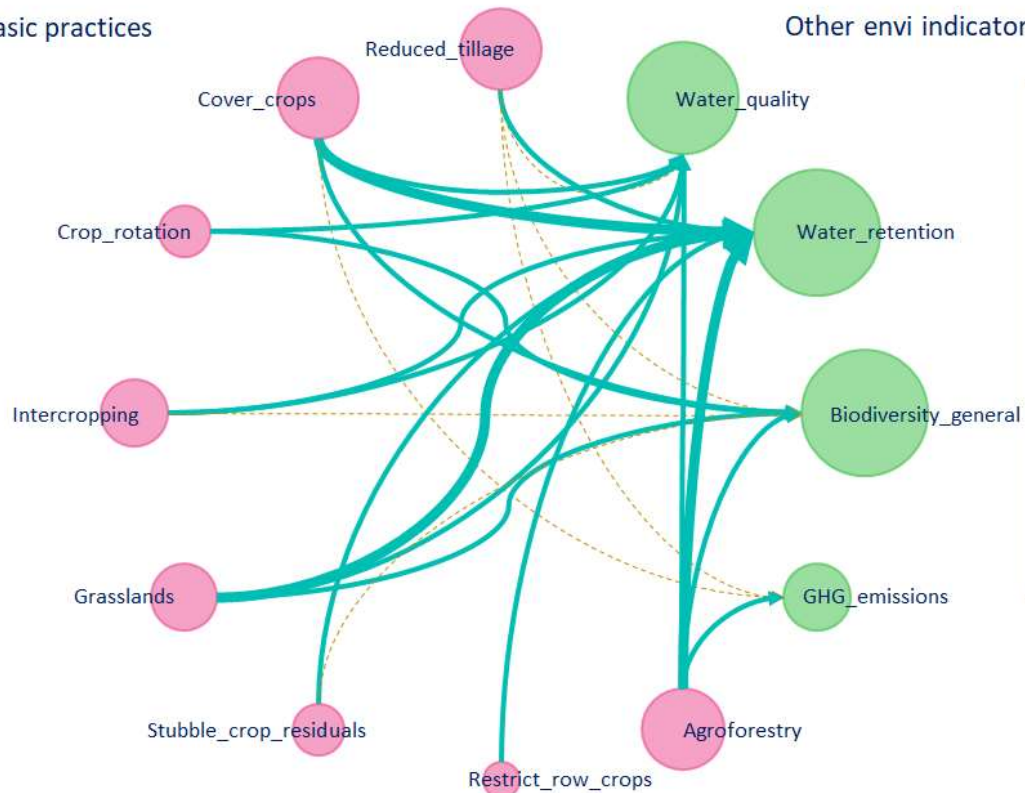 asic practices
Other envi indicator
Reduced_tillage
Cover_crops
Water_quality
Crop_rotation
Water_retention
Intercropping
Biodiversity_general
Grasslands
GHG_emissions
Stubble_crop_residuals
Agroforestry
Restrict_row_crops